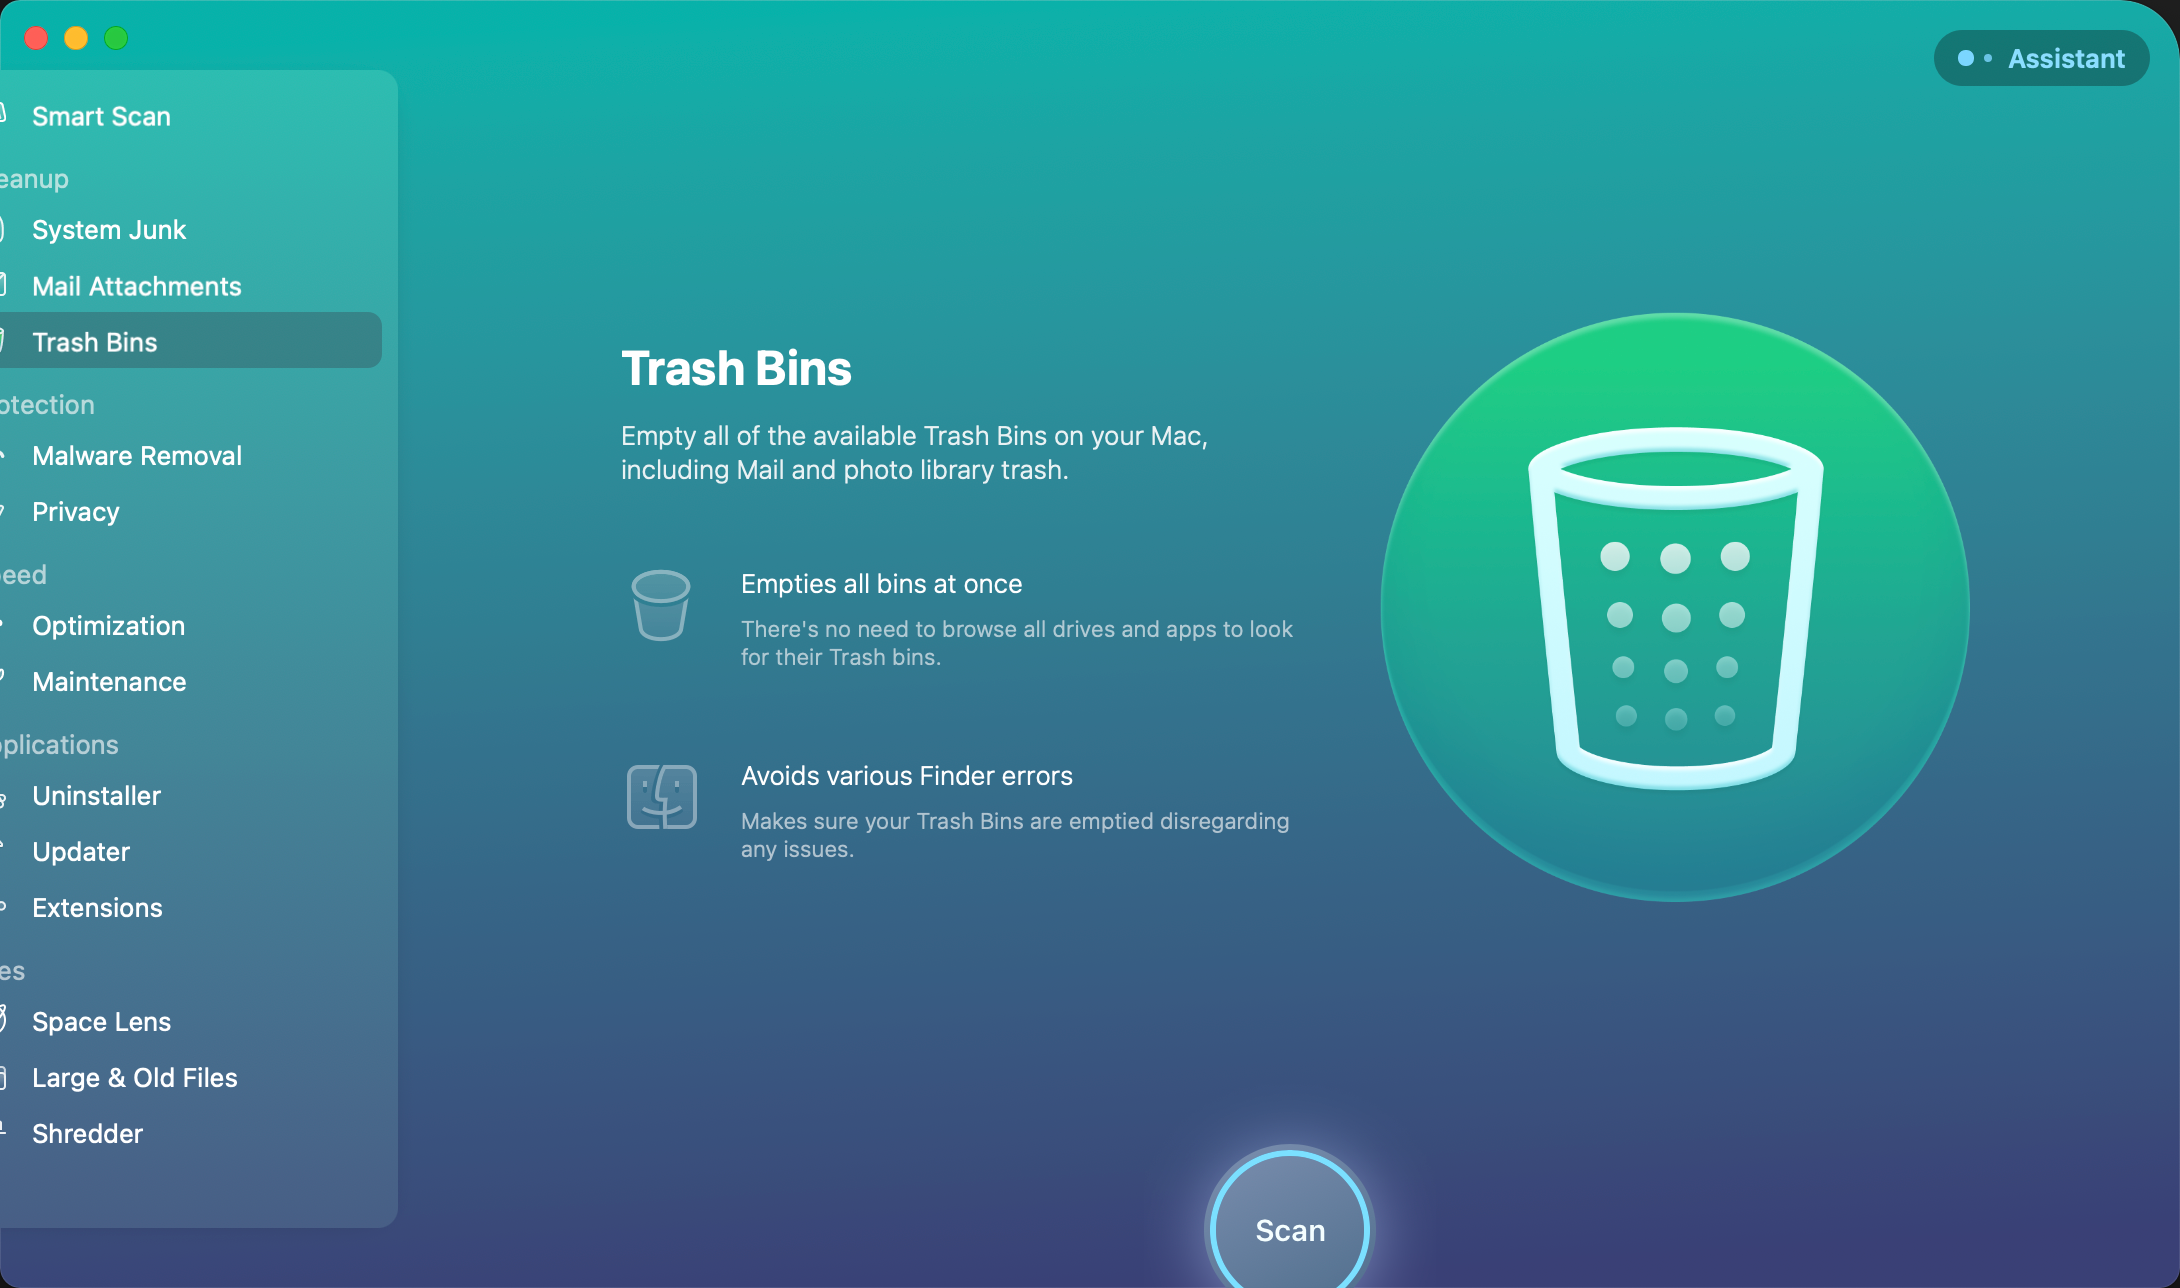 Assistant
Smart Scan
eanup
System Junk
Mail Attachments
Trash Bins
otection
Malware Removal
Privacy
eed
Optimization
Maintenance
plications
Uninstaller
Updater
Extensions
es
Space Lens
Large & Old Files
Shredder
Trash Bins
Empty all of the available Trash Bins on your Mac,
including Mail and photo library trash.
Empties all bins at once
There's no need to browse all drives and apps to look
for their Trash bins.
Avoids various Finder errors
Makes sure your Trash Bins are emptied disregarding
any issues.
Scan